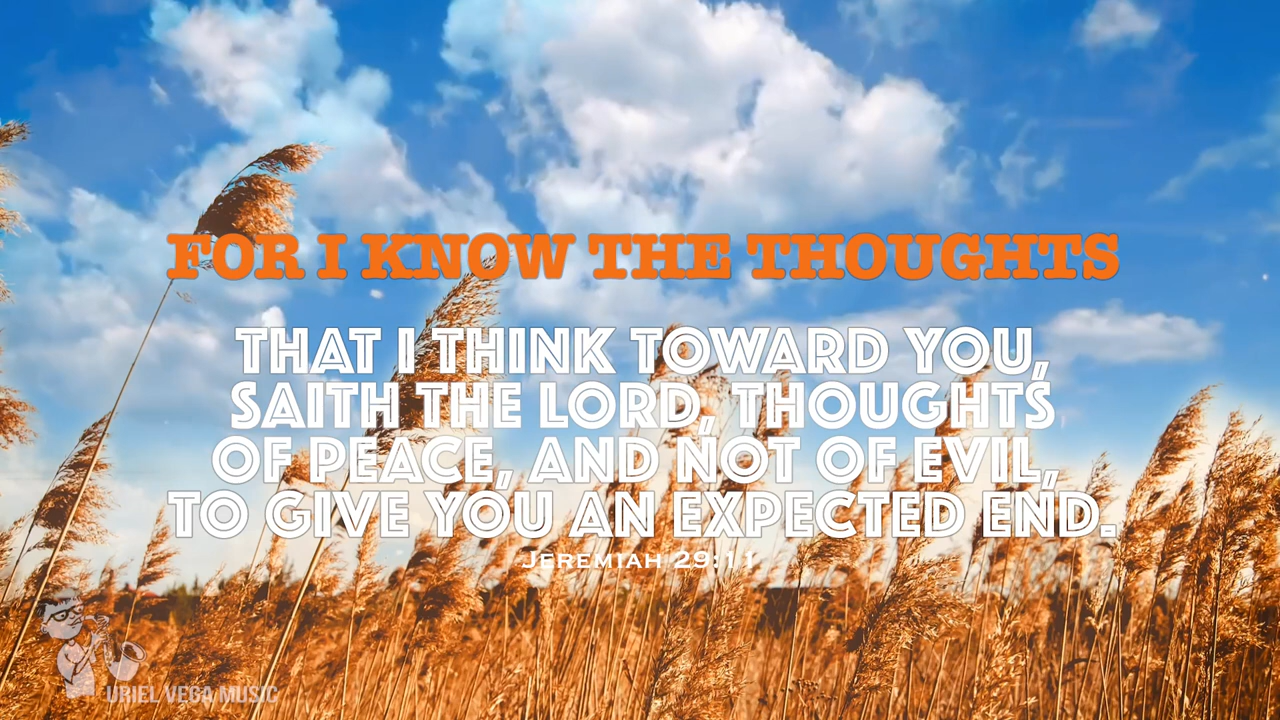 FOR I KNOW THE THOUGHTS
THAT I THINK TOWARD YOU,
SAITH THE LORD, THOUGHTS
OF PEACE, AND NOT OF EVIL,
TO GIVE YOU AN EXPECTED END.
JEREMIAH 29:11
URIEL VEGA MUSIC